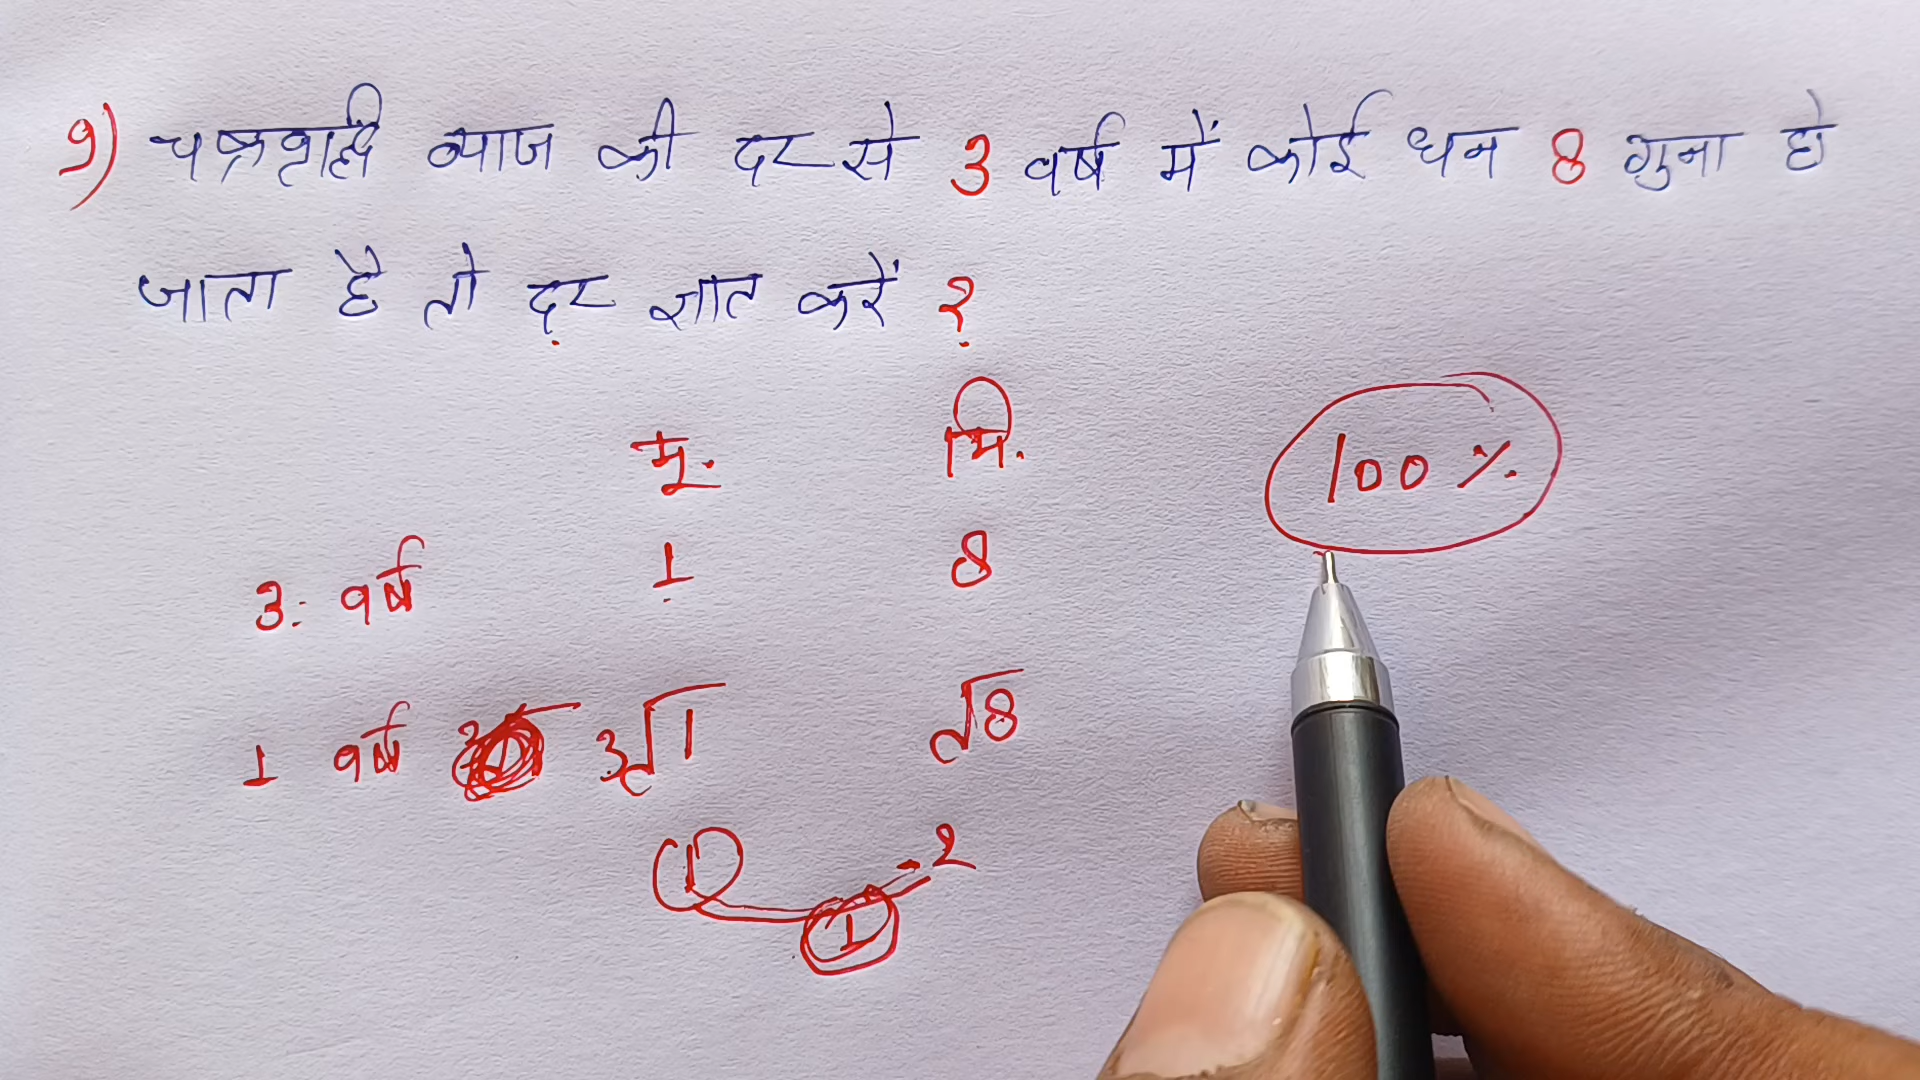 9) चक्रवृद्धि ब्याज की दर से 3 वर्ष में कोई धन 8 गुना हो
जाता है तो दर ज्ञात करें ?
मू. मि.
100 %
3: वर्ष 1 8
1 वर्ष 3√1 √8
1 2
1